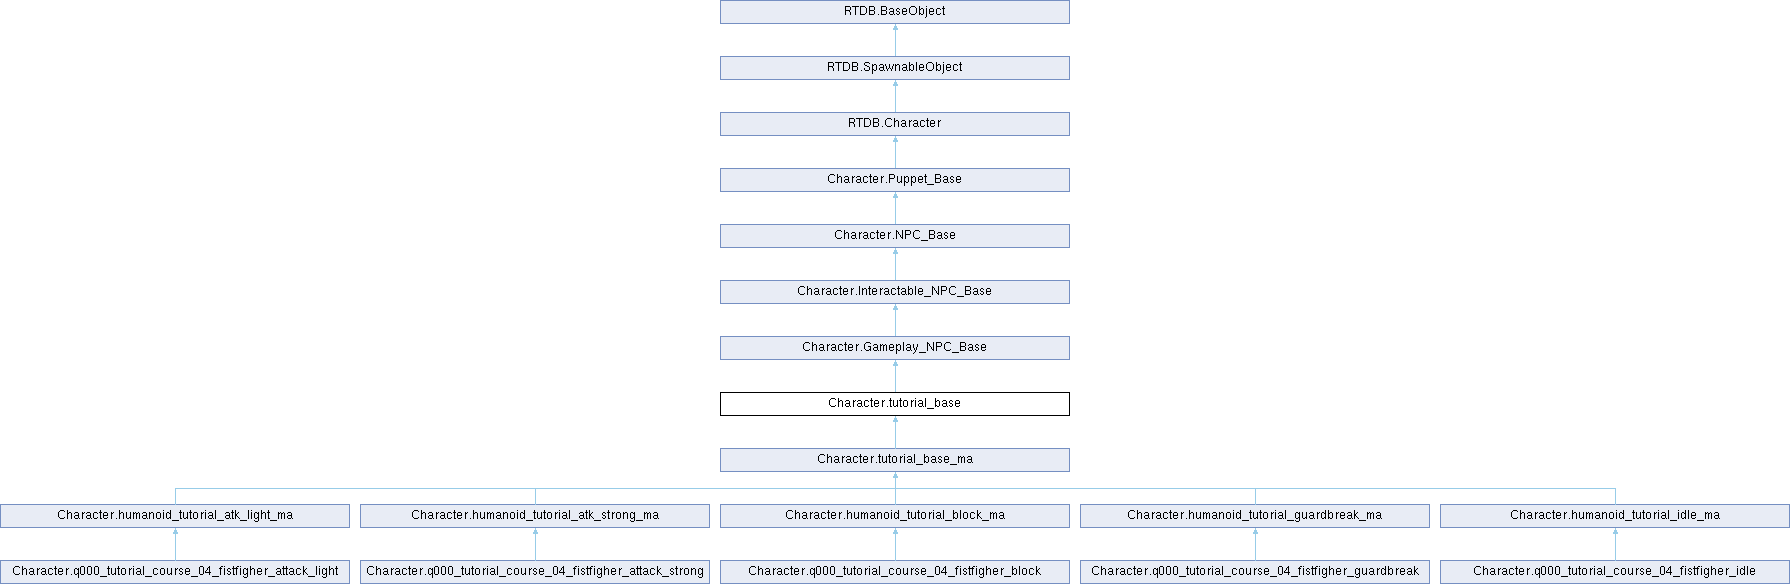 RTDB.BaseObject
RTDB.SpawnableObject
RTDB.Character
Character.Puppet_Base
Character.NPC_Base
Character.Interactable_NPC_Base
Character.Gameplay_NPC_Base
Character.tutorial_base
Character.tutorial_base_ma
Character.humanoid_tutorial_atk_light_ma
Character.humanoid_tutorial_atk_strong_ma
Character.humanoid_tutorial_block_ma
Character.humanoid_tutorial_guardbreak_ma
Character.humanoid_tutorial_idle_ma
Character.q000_tutorial_course_04_fistfigher_attack_light
Character.q000_tutorial_course_04_fistfigher_attack_strong
Character.q000_tutorial_course_04_fistfigher_block
Character.q000_tutorial_course_04_fistfigher_guardbreak
Character.q000_tutorial_course_04_fistfigher_idle